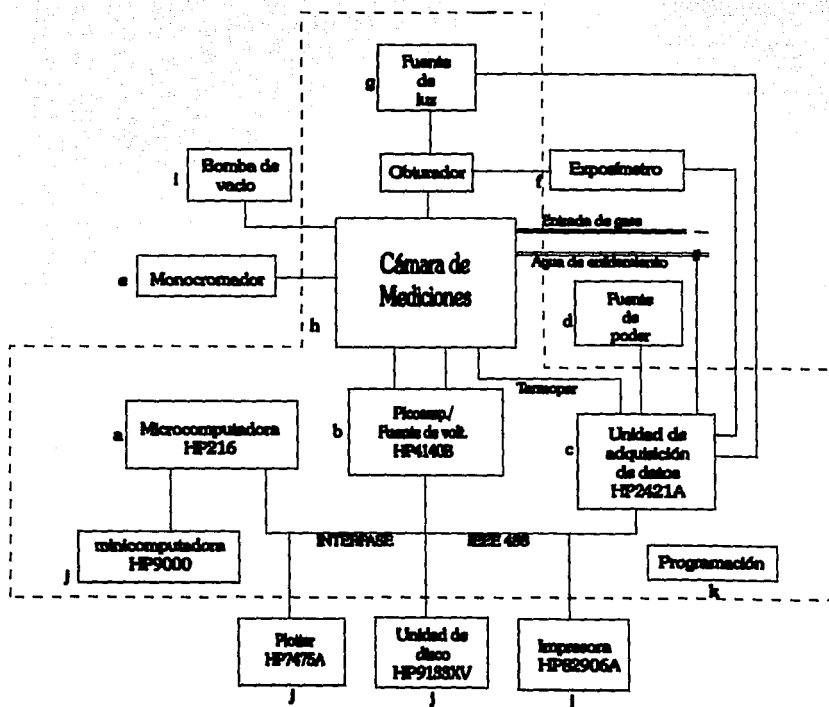 g
Fuente
de
luz
i
Bomba de
vacío
Obturador
f
Exposímetro
Entrada de gase
Cámara de
Mediciones
h
Agua de enfriamiento
e
Monocromador
d
Fuente
de
poder
Termopar
a
Microcomputadora
HP216
b
Picoamp./
Fuente de volt.
HP4140B
c
Unidad de
adquisición
de datos
HP2421A
j
minicomputadora
HP9000
INTERFASE
IEEE 488
Programación
k
Plotter
HP7475A
j
Unidad de
disco
HP9133XV
j
Impresora
HP82906A
j